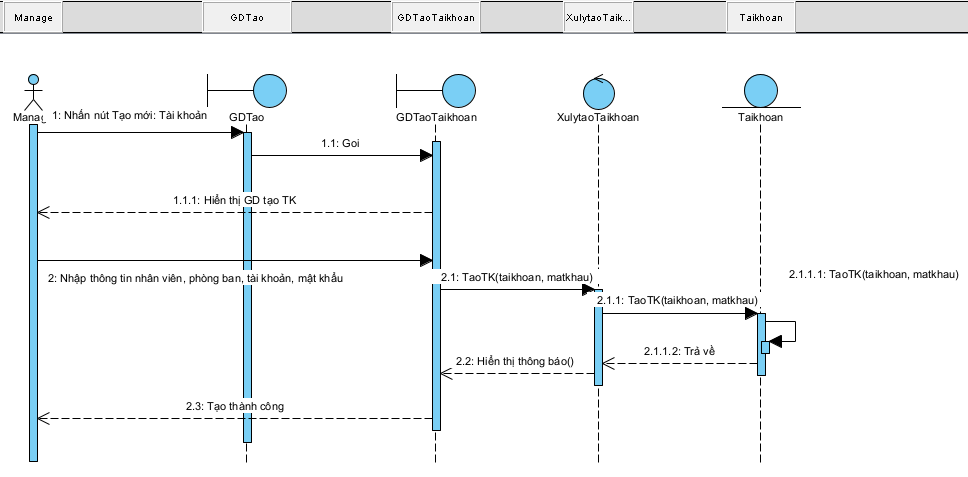 Manage
GDTao
GDTaoTaikhoan
XulytaoTaik...
Taikhoan
Manag
GDTao
GDTaoTaikhoan
XulytaoTaikhoan
Taikhoan
1: Nhấn nút Tạo mới: Tài khoản
1.1: Goi
1.1.1: Hiển thị GD tạo TK
2: Nhập thông tin nhân viên, phòng ban, tài khoản, mật khẩu
2.1: TaoTK(taikhoan, matkhau)
2.1.1.1: TaoTK(taikhoan, matkhau)
2.1.1: TaoTK(taikhoan, matkhau)
2.1.1.2: Trả về
2.2: Hiển thị thông báo()
2.3: Tạo thành công